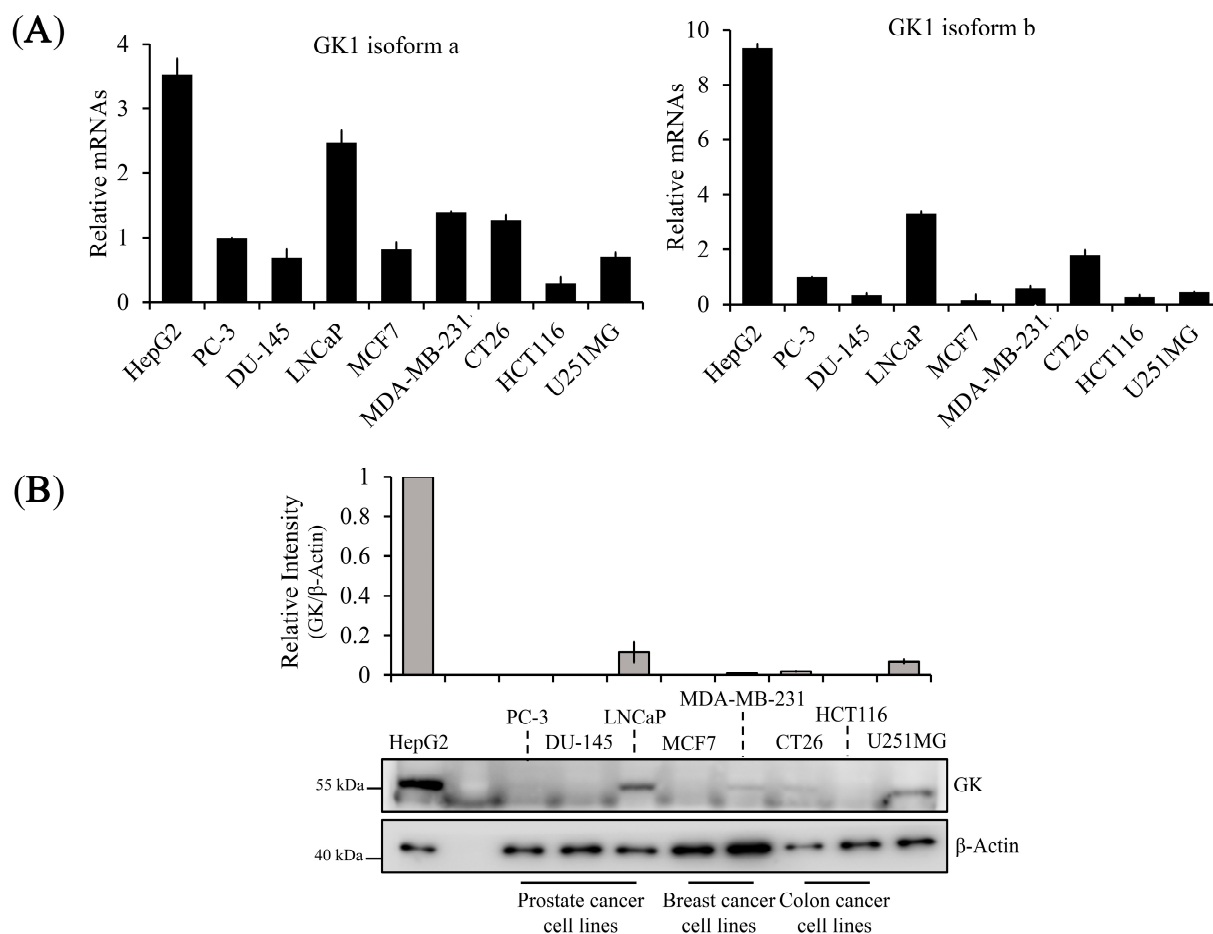 (A)
GK1 isoform a
Relative mRNAs
4
3
2
1
0
HepG2
PC-3
DU-145
LNCaP
MCF7
MDA-MB-231
CT26
HCT116
U251MG
GK1 isoform b
Relative mRNAs
10
8
6
4
2
0
HepG2
PC-3
DU-145
LNCaP
MCF7
MDA-MB-231
CT26
HCT116
U251MG
(B)
Relative Intensity
(GK/β-Actin)
1
0.8
0.6
0.4
0.2
0
MDA-MB-231
PC-3 LNCaP HCT116
HepG2 DU-145 MCF7 CT26 U251MG
55 kDa
GK
40 kDa
β-Actin
Prostate cancer
cell lines
Breast cancer
cell lines
Colon cancer
cell lines